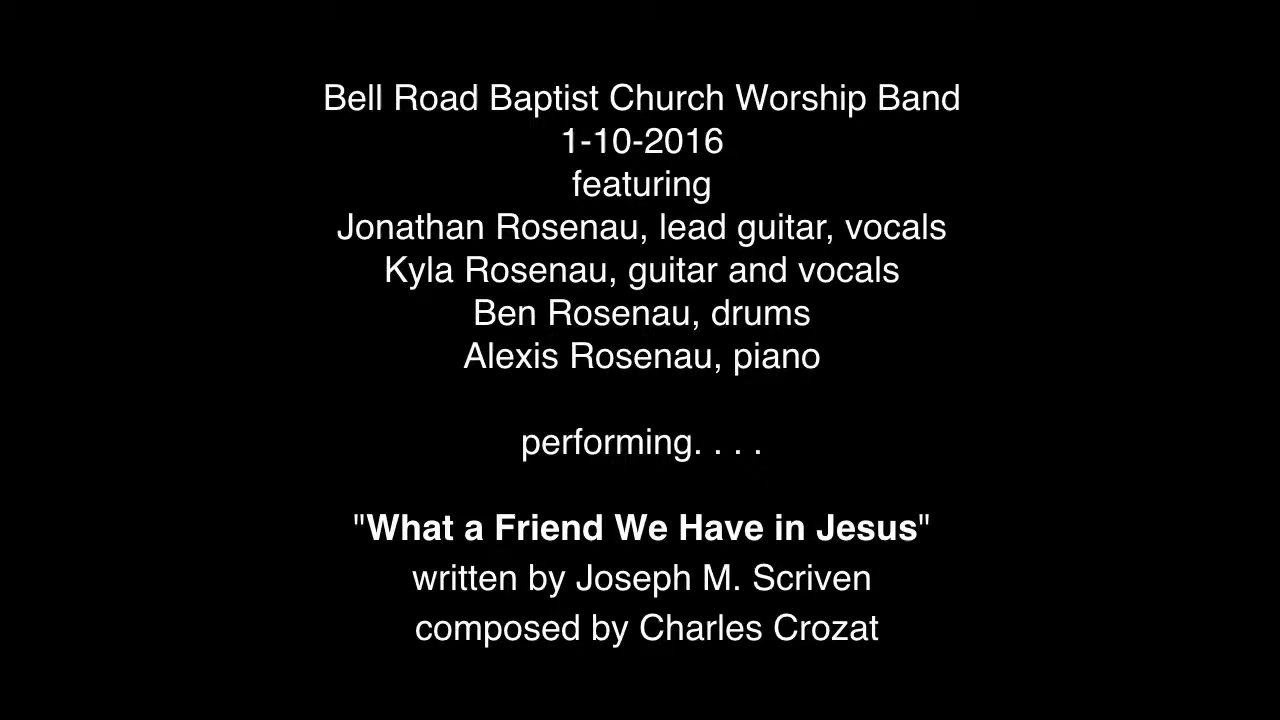 Bell Road Baptist Church Worship Band
1-10-2016
featuring
Jonathan Rosenau, lead guitar, vocals
Kyla Rosenau, guitar and vocals
Ben Rosenau, drums
Alexis Rosenau, piano
performing. . . .
"What a Friend We Have in Jesus"
written by Joseph M. Scriven
composed by Charles Crozat